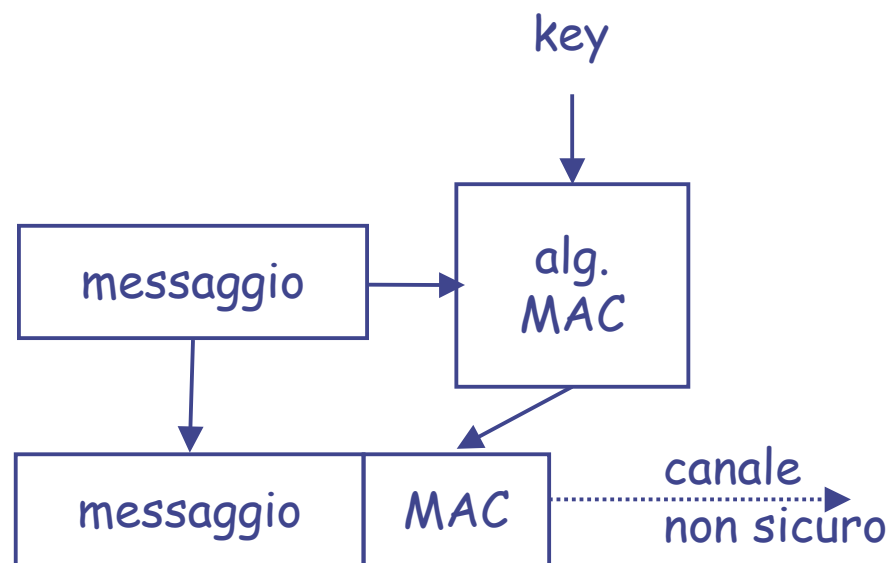 key
alg.
MAC
messaggio
messaggio
MAC
canale
non sicuro